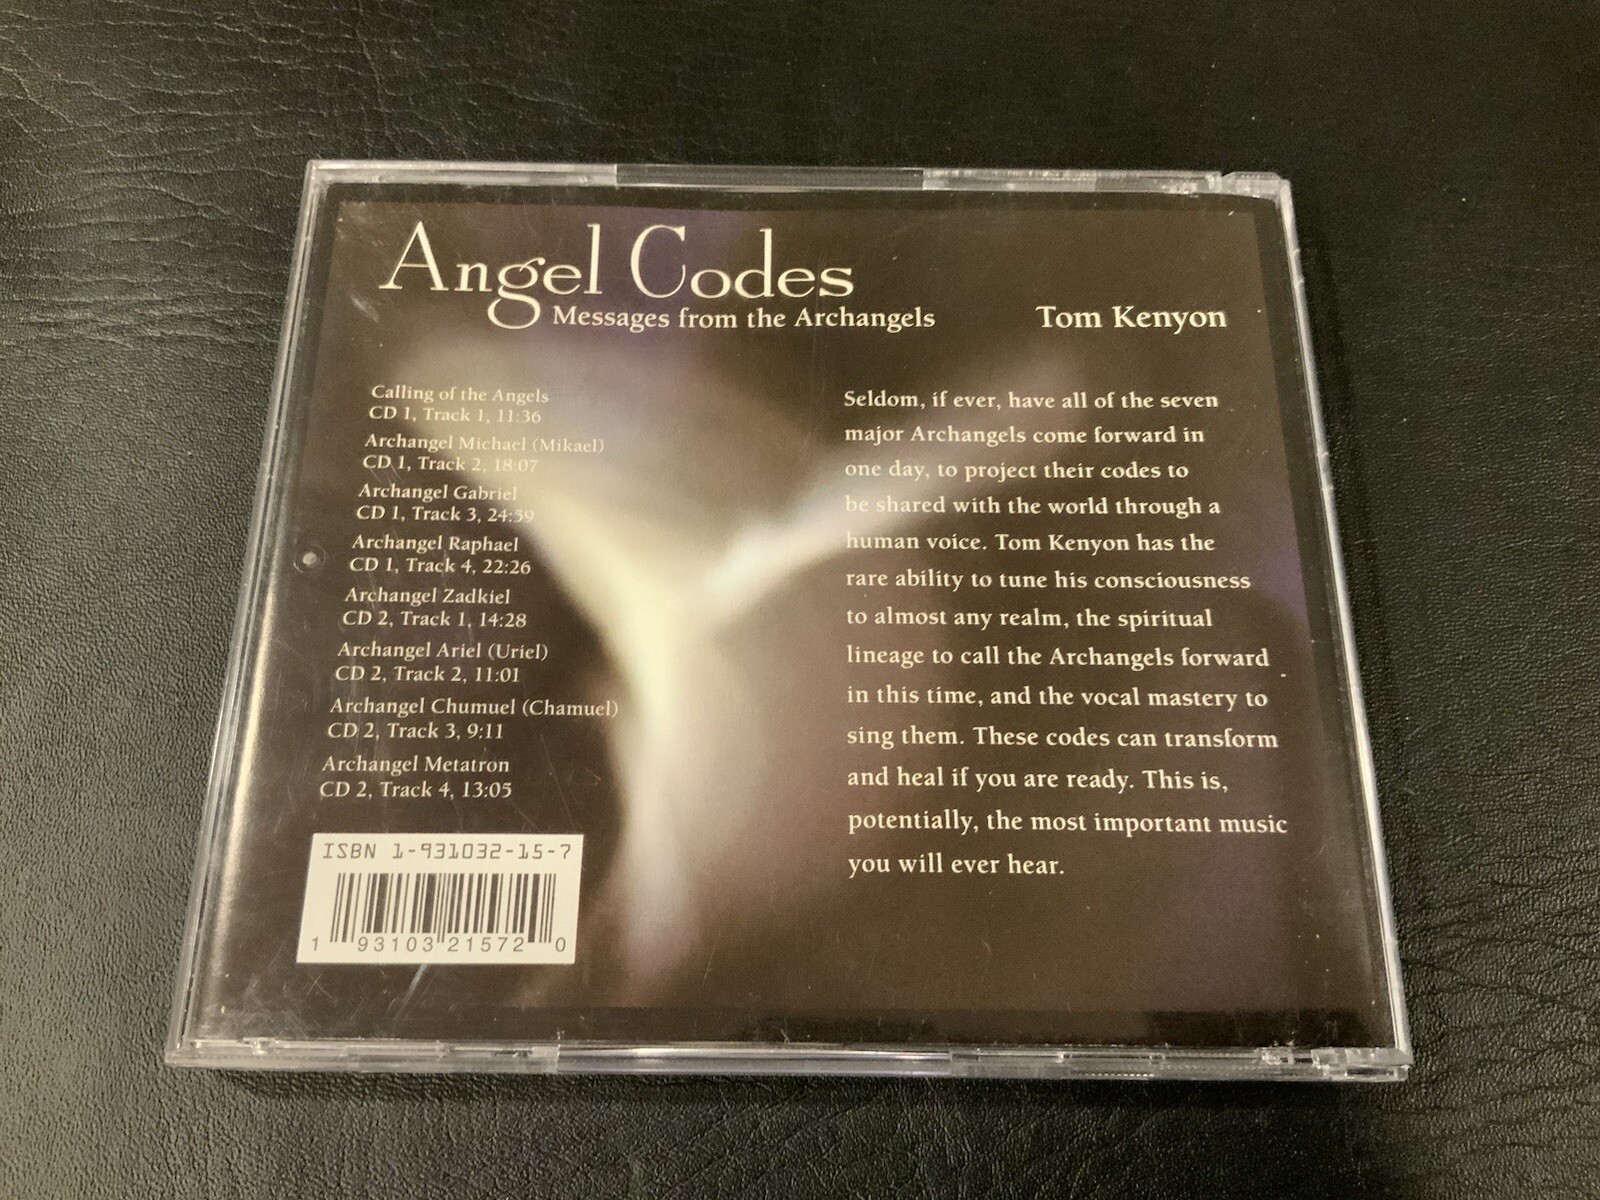 Angel Codes
Messages from the Archangels
Tom Kenyon
Calling of the Angels
CD 1, Track 1, 11:36
Archangel Michael (Mikael)
CD 1, Track 2, 18:07
Archangel Gabriel
CD 1, Track 3, 24:59
Archangel Raphael
CD 1, Track 4, 22:26
Archangel Zadkiel
CD 2, Track 1, 14:28
Archangel Ariel (Uriel)
CD 2, Track 2, 11:01
Archangel Chumuel (Chamuel)
CD 2, Track 3, 9:11
Archangel Metatron
CD 2, Track 4, 13:05
ISBN 1-931032-15-7
1 93103 21572 0
Seldom, if ever, have all of the seven
major Archangels come forward in
one day, to project their codes to
be shared with the world through a
human voice. Tom Kenyon has the
rare ability to tune his consciousness
to almost any realm, the spiritual
lineage to call the Archangels forward
in this time, and the vocal mastery to
sing them. These codes can transform
and heal if you are ready. This is,
potentially, the most important music
you will ever hear.